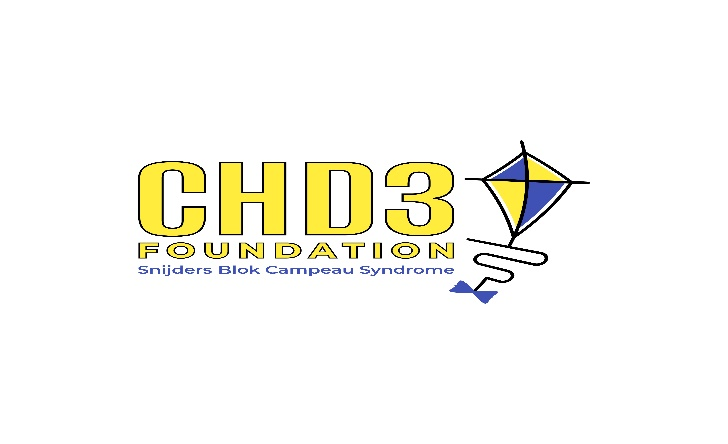 CHD3
FOUNDATION
Snijders Blok Campeau Syndrome